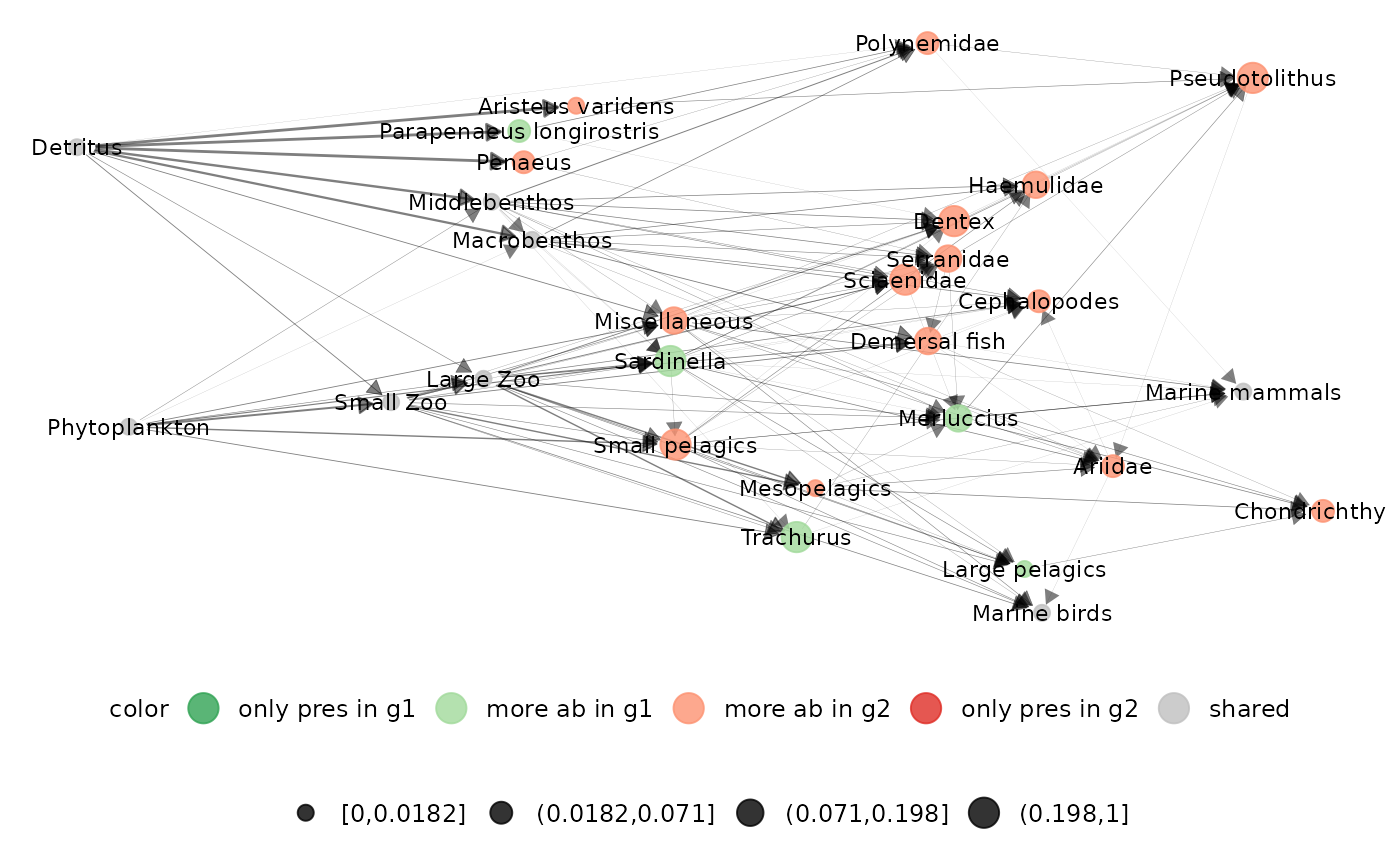 Polynemidae
Pseudotolithus
Aristeus varidens
Parapenaeus longirostris
Detritus
Penaeus
Haemulidae
Middlebenthos
Dentex
Macrobenthos
Serranidae
Sciaenidae
Cephalopodes
Miscellaneous
Demersal fish
Sardinella
Large Zoo
Marine mammals
Small Zoo
Merluccius
Phytoplankton
Small pelagics
Ariidae
Mesopelagics
Chondrichthy
Trachurus
Large pelagics
Marine birds
color only pres in g1 more ab in g1 more ab in g2 only pres in g2 shared
[0,0.0182] (0.0182,0.071] (0.071,0.198] (0.198,1]